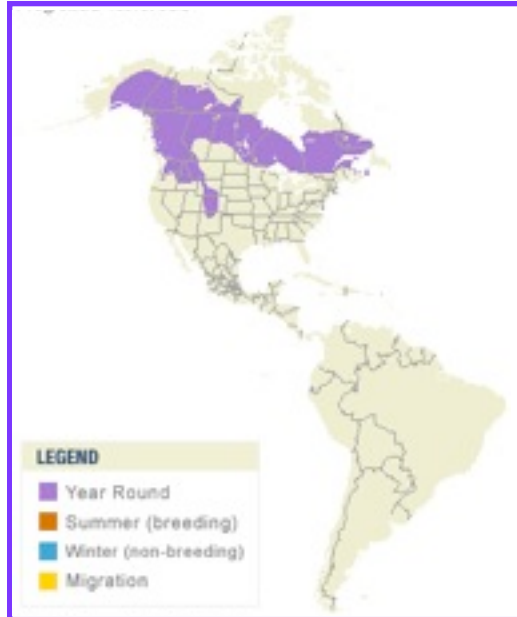 LEGEND
Year Round
Summer (breeding)
Winter (non-breeding)
Migration